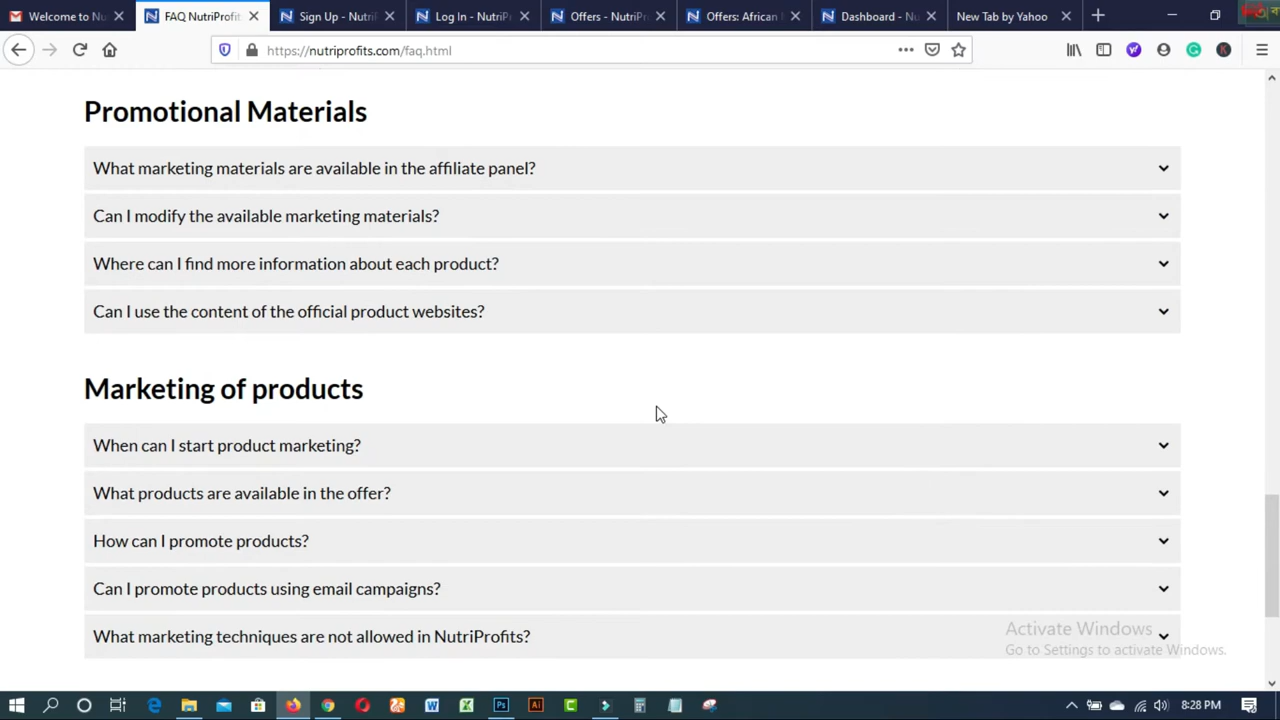 Welcome to Nu
FAQ NutriProfit
Sign Up - NutriP
Log In - NutriPr
Offers - NutriPro
Offers: African
Dashboard - Nu
New Tab by Yahoo
https://nutriprofits.com/faq.html
Promotional Materials
What marketing materials are available in the affiliate panel?
Can I modify the available marketing materials?
Where can I find more information about each product?
Can I use the content of the official product websites?
Marketing of products
When can I start product marketing?
What products are available in the offer?
How can I promote products?
Can I promote products using email campaigns?
What marketing techniques are not allowed in NutriProfits?
Activate Windows
Go to Settings to activate Windows.
8:28 PM